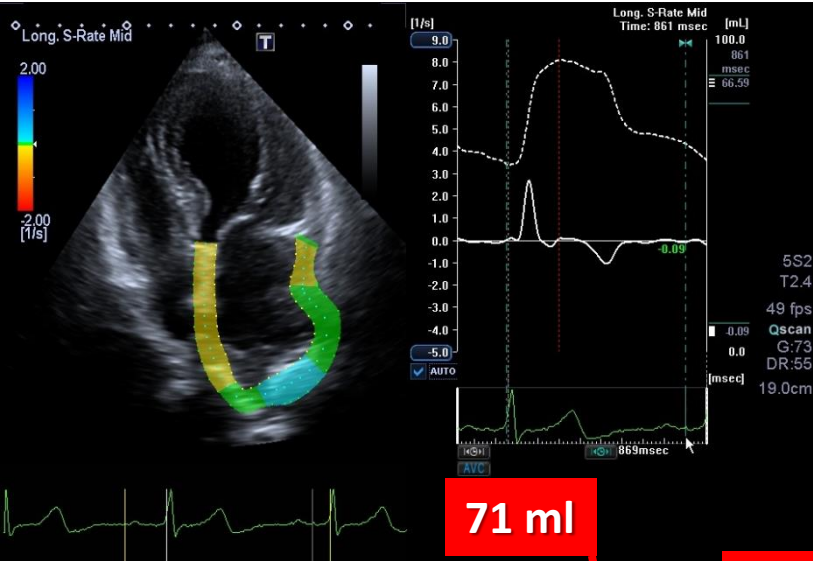 Long. S-Rate Mid
T
2.00
-2.00
[1/s]
[1/s]
Long. S-Rate Mid
Time: 861 msec
[mL]
9.0
100.0
861
msec
66.59
8.0
7.0
6.0
5.0
4.0
3.0
2.0
1.0
0.0
-0.09
-1.0
-2.0
-3.0
-4.0
-5.0
-0.09
0.0
AUTO
[msec]
869msec
AVC
5S2
T2.4
49 fps
Qscan
G:73
DR:55
19.0cm
71 ml